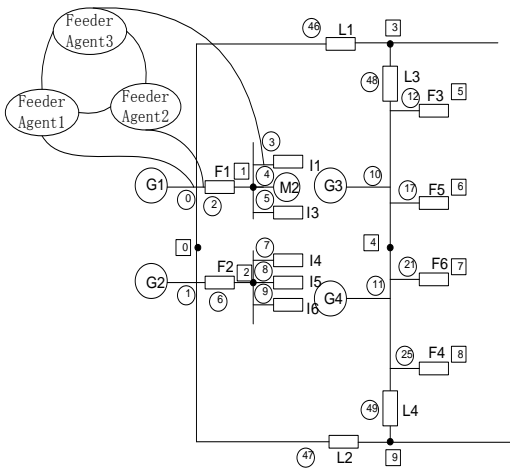 46
L1
3
Feeder
Agent3
48
L3
12
F3
5
Feeder
Agent1
Feeder
Agent2
3
I1
G1
F1
1
4
M2
G3
10
0
2
5
I3
17
F5
6
0
4
7
I4
G2
F2
2
8
I5
21
F6
7
1
6
9
I6
G4
11
25
F4
8
49
L4
47
L2
9